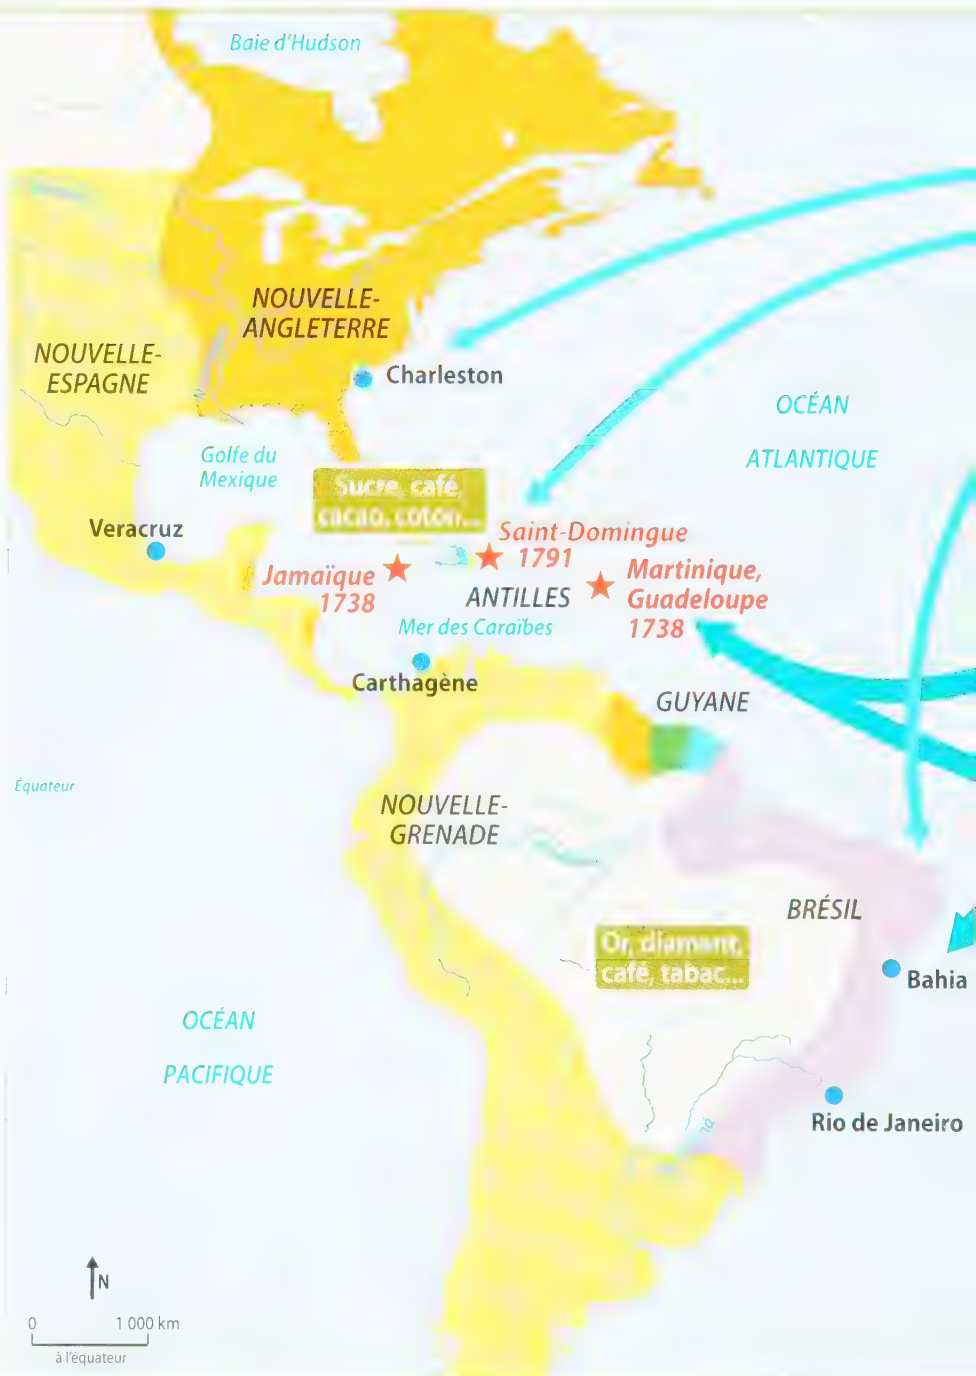 Baie d'Hudson
NOUVELLE-
ANGLETERRE
NOUVELLE-
ESPAGNE
Charleston
OCÉAN
ATLANTIQUE
Golfe du
Mexique
Sucre, café,
cacao, coton...
Veracruz
Saint-Domingue
1791
Jamaïque
1738
Martinique,
Guadeloupe
1738
ANTILLES
Mer des Caraïbes
Carthagène
GUYANE
Équateur
NOUVELLE-
GRENADE
BRÉSIL
Or, diamant,
café, tabac...
Bahia
OCÉAN
PACIFIQUE
Rio de Janeiro
N
0 1 000 km
à l'équateur